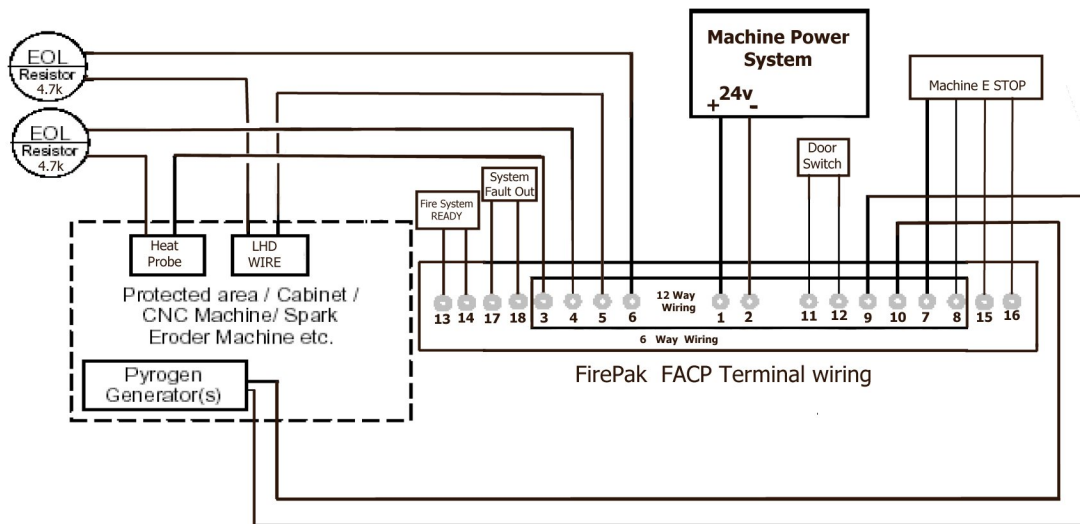 EOL
Resistor
4.7k
EOL
Resistor
4.7k
Machine Power
System
24v
+ -
Machine E STOP
Door
Switch
System
Fault Out
Fire System
READY
Heat
Probe
LHD
WIRE
Protected area / Cabinet /
CNC Machine/ Spark
Eroder Machine etc.
Pyrogen
Generator(s)
12 Way
Wiring
13 14 17 18 3 4 5 6 1 2 11 12 9 10 7 8 15 16
6 Way Wiring
FirePak FACP Terminal wiring